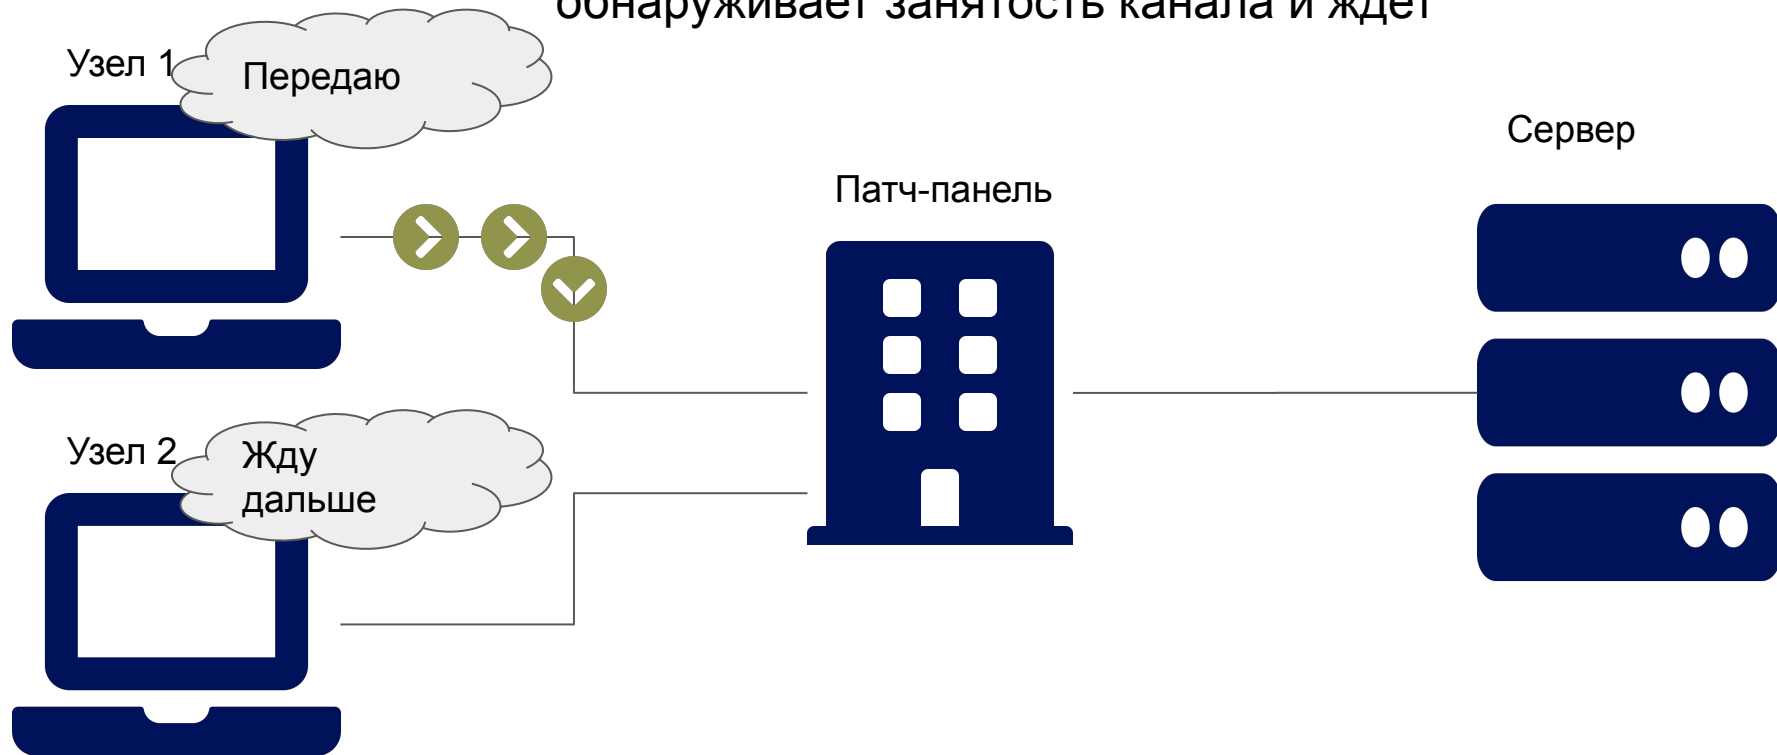 обнаруживает занятость канала и ждет
Узел 1
Передаю
Сервер
Патч-панель
Узел 2
Жду
дальше